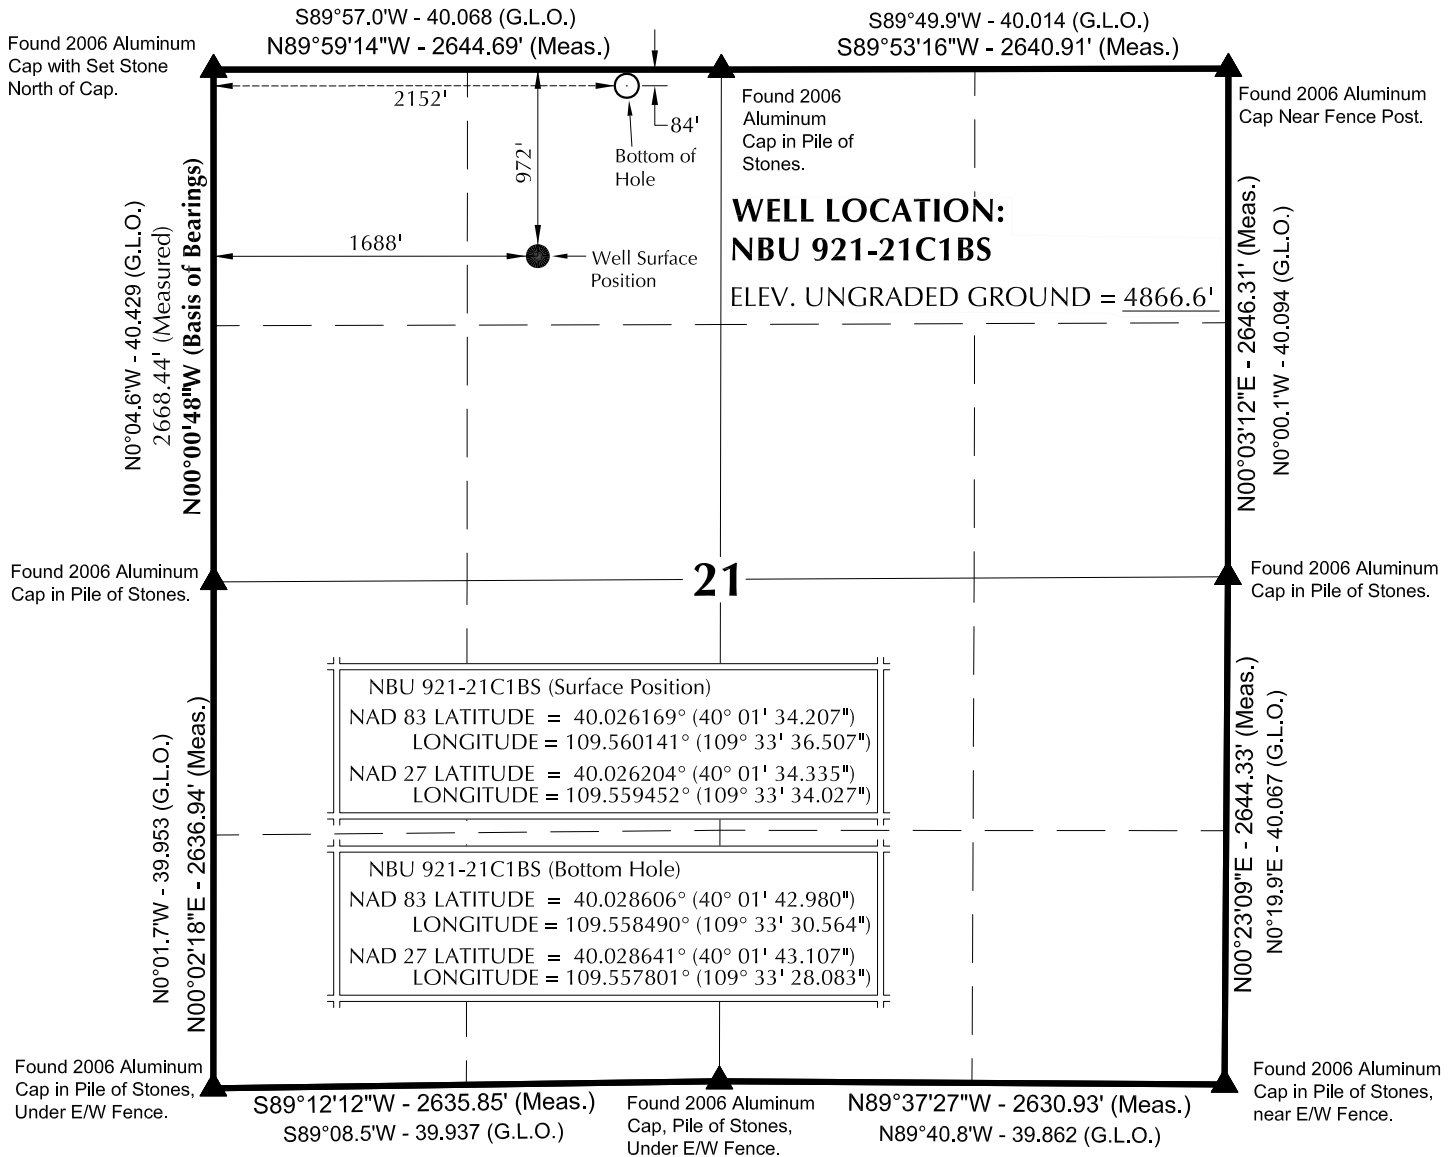 S89°57.0'W - 40.068 (G.L.O.)
N89°59'14"W - 2644.69' (Meas.)
S89°49.9'W - 40.014 (G.L.O.)
S89°53'16"W - 2640.91' (Meas.)
Found 2006 Aluminum
Cap with Set Stone
North of Cap.
2152'
84'
972'
Bottom of
Hole
Found 2006
Aluminum
Cap in Pile of
Stones.
Found 2006 Aluminum
Cap Near Fence Post.
1688'
Well Surface
Position
WELL LOCATION:
NBU 921-21C1BS
ELEV. UNGRADED GROUND = 4866.6'
N0°04.6'W - 40.429 (G.L.O.)
2668.44' (Measured)
N00°00'48"W (Basis of Bearings)
N00°03'12"E - 2646.31' (Meas.)
N0°00.1'W - 40.094 (G.L.O.)
Found 2006 Aluminum
Cap in Pile of Stones.
21
Found 2006 Aluminum
Cap in Pile of Stones.
NBU 921-21C1BS (Surface Position)
NAD 83 LATITUDE = 40.026169° (40° 01' 34.207")
LONGITUDE = 109.560141° (109° 33' 36.507")
NAD 27 LATITUDE = 40.026204° (40° 01' 34.335")
LONGITUDE = 109.559452° (109° 33' 34.027")
NBU 921-21C1BS (Bottom Hole)
NAD 83 LATITUDE = 40.028606° (40° 01' 42.980")
LONGITUDE = 109.558490° (109° 33' 30.564")
NAD 27 LATITUDE = 40.028641° (40° 01' 43.107")
LONGITUDE = 109.557801° (109° 33' 28.083")
N0°01.7'W - 39.953 (G.L.O.)
N00°02'18"E - 2636.94' (Meas.)
N00°23'09"E - 2644.33' (Meas.)
N0°19.9'E - 40.067 (G.L.O.)
Found 2006 Aluminum
Cap in Pile of Stones,
Under E/W Fence.
S89°12'12"W - 2635.85' (Meas.)
S89°08.5'W - 39.937 (G.L.O.)
Found 2006 Aluminum
Cap, Pile of Stones,
Under E/W Fence.
N89°37'27"W - 2630.93' (Meas.)
N89°40.8'W - 39.862 (G.L.O.)
Found 2006 Aluminum
Cap in Pile of Stones,
near E/W Fence.